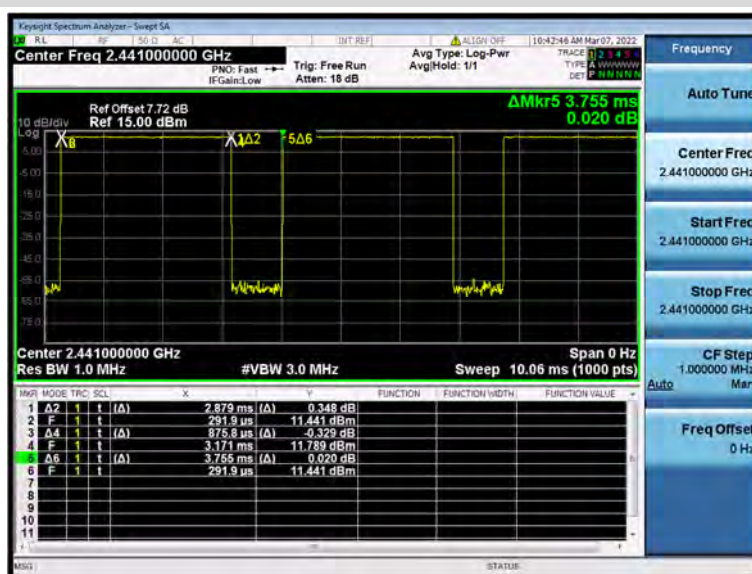 Keysight Spectrum Analyzer - Swept SA
RL RF 50 Ω AC INT REF ALIGN OFF 10:42:46 AM Mar 07, 2022
Center Freq 2.441000000 GHz
PNO: Fast
IFGain:Low
Trig: Free Run
Atten: 18 dB
Avg Type: Log-Pwr
Avg|Hold: 1/1
TRACE 1 2 3 4 5 6
TYPE A WWWWW
DET P N N N N N
Ref Offset 7.72 dB
10 dB/div Ref 15.00 dBm
Log
ΔMkr5 3.755 ms
0.020 dB
5.00
-5.00
-15.0
-25.0
-35.0
-45.0
-55.0
-65.0
-75.0
1Δ2
5Δ6
Center 2.441000000 GHz Span 0 Hz
Res BW 1.0 MHz #VBW 3.0 MHz Sweep 10.06 ms (1000 pts)
MKR MODE TRC SCL X Y FUNCTION FUNCTION WIDTH FUNCTION VALUE
1 Δ2 1 t (Δ) 2.879 ms (Δ) 0.348 dB
2 F 1 t 291.9 µs 11.441 dBm
3 Δ4 1 t (Δ) 875.8 µs (Δ) -0.329 dB
4 F 1 t 3.171 ms 11.789 dBm
5 Δ6 1 t (Δ) 3.755 ms (Δ) 0.020 dB
6 F 1 t 291.9 µs 11.441 dBm
7
8
9
10
11
MSG STATUS
Frequency
Auto Tune
Center Freq
2.441000000 GHz
Start Freq
2.441000000 GHz
Stop Freq
2.441000000 GHz
CF Step
1.000000 MHz
Auto Man
Freq Offset
0 Hz